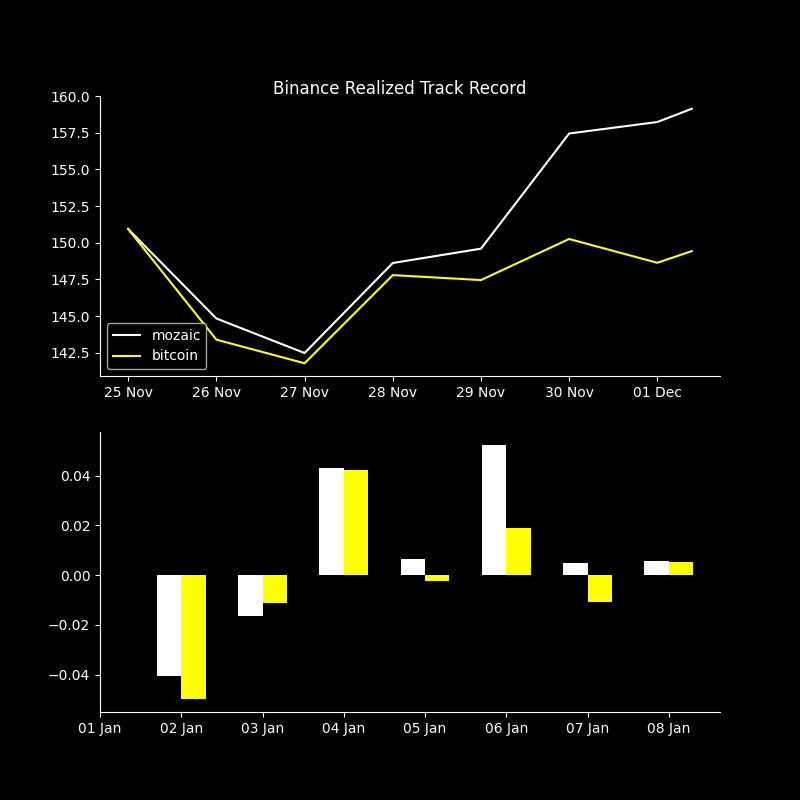 Binance Realized Track Record
160.0
157.5
155.0
152.5
150.0
147.5
145.0
142.5
mozaic
bitcoin
25 Nov 26 Nov 27 Nov 28 Nov 29 Nov 30 Nov 01 Dec
0.04
0.02
0.00
−0.02
−0.04
01 Jan 02 Jan 03 Jan 04 Jan 05 Jan 06 Jan 07 Jan 08 Jan